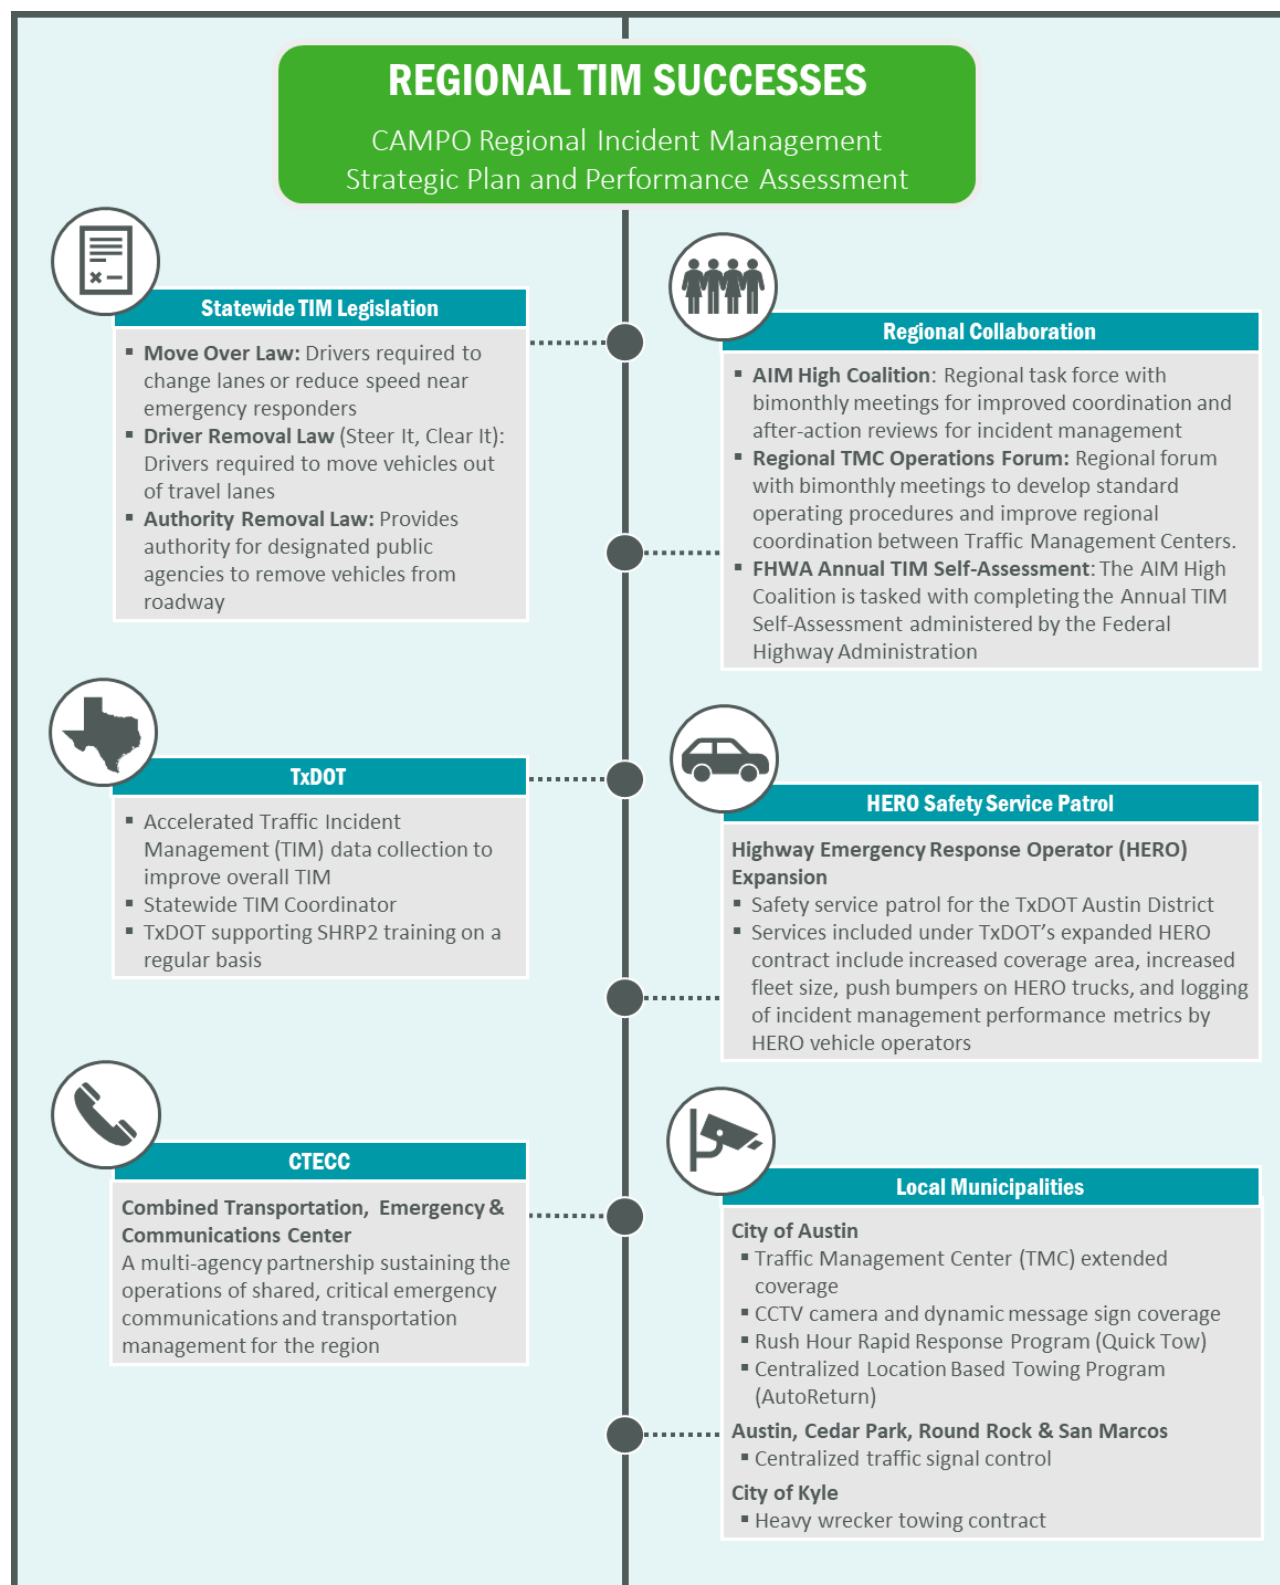 REGIONAL TIM SUCCESSES
CAMPO Regional Incident Management
Strategic Plan and Performance Assessment
Statewide TIM Legislation
▪ Move Over Law: Drivers required to
change lanes or reduce speed near
emergency responders
▪ Driver Removal Law (Steer It, Clear It):
Drivers required to move vehicles out
of travel lanes
▪ Authority Removal Law: Provides
authority for designated public
agencies to remove vehicles from
roadway
Regional Collaboration
▪ AIM High Coalition: Regional task force with
bimonthly meetings for improved coordination and
after-action reviews for incident management
▪ Regional TMC Operations Forum: Regional forum
with bimonthly meetings to develop standard
operating procedures and improve regional
coordination between Traffic Management Centers.
▪ FHWA Annual TIM Self-Assessment: The AIM High
Coalition is tasked with completing the Annual TIM
Self-Assessment administered by the Federal
Highway Administration
TxDOT
▪ Accelerated Traffic Incident
Management (TIM) data collection to
improve overall TIM
▪ Statewide TIM Coordinator
▪ TxDOT supporting SHRP2 training on a
regular basis
HERO Safety Service Patrol
Highway Emergency Response Operator (HERO)
Expansion
▪ Safety service patrol for the TxDOT Austin District
▪ Services included under TxDOT's expanded HERO
contract include increased coverage area, increased
fleet size, push bumpers on HERO trucks, and logging
of incident management performance metrics by
HERO vehicle operators
CTECC
Combined Transportation, Emergency &
Communications Center
A multi-agency partnership sustaining the
operations of shared, critical emergency
communications and transportation
management for the region
Local Municipalities
City of Austin
▪ Traffic Management Center (TMC) extended
coverage
▪ CCTV camera and dynamic message sign coverage
▪ Rush Hour Rapid Response Program (Quick Tow)
▪ Centralized Location Based Towing Program
(AutoReturn)
Austin, Cedar Park, Round Rock & San Marcos
▪ Centralized traffic signal control
City of Kyle
▪ Heavy wrecker towing contract